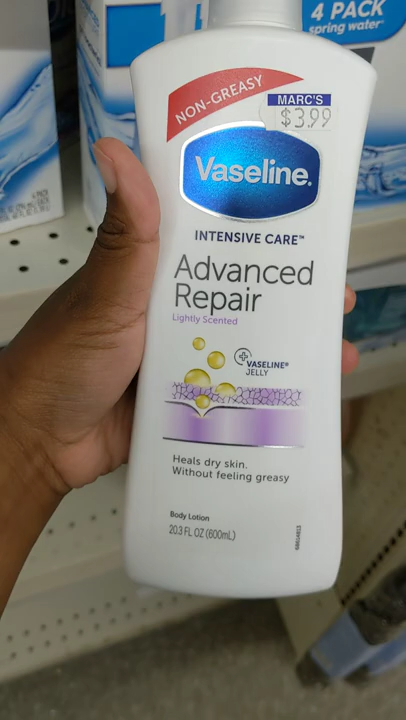 4 PACK
spring water
NON-GREASY
MARC'S
$3.99
Vaseline.
INTENSIVE CARE™
Advanced
Repair
Lightly Scented
VASELINE®
JELLY
Heals dry skin.
Without feeling greasy
Body Lotion
20.3 FL OZ (600mL)